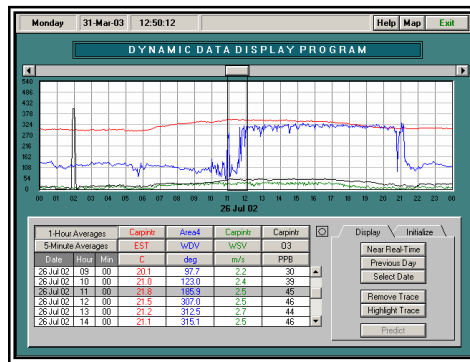 Monday 31-Mar-03 12:50:12 Help Map Exit
DYNAMIC DATA DISPLAY PROGRAM
540
486
432
378
324
270
216
162
108
54
0
00 01 02 03 04 05 06 07 08 09 10 11 12 13 14 15 16 17 18 19 20 21 22 23 00
26 Jul 02
1-Hour Averages Carpintr Area4 Carpintr Carpintr
5-Minute Averages EST WDV WSV O3
Date Hour Min C deg m/s PPB
26 Jul 02 09 00 20.1 97.7 2.2 30
26 Jul 02 10 00 21.0 123.0 2.4 39
26 Jul 02 11 00 21.8 185.9 2.5 45
26 Jul 02 12 00 21.5 307.0 2.5 46
26 Jul 02 13 00 21.2 312.5 2.7 44
26 Jul 02 14 00 21.1 315.1 2.5 46
Display Initialize
Near Real-Time
Previous Day
Select Date
Remove Trace
Highlight Trace
Predict